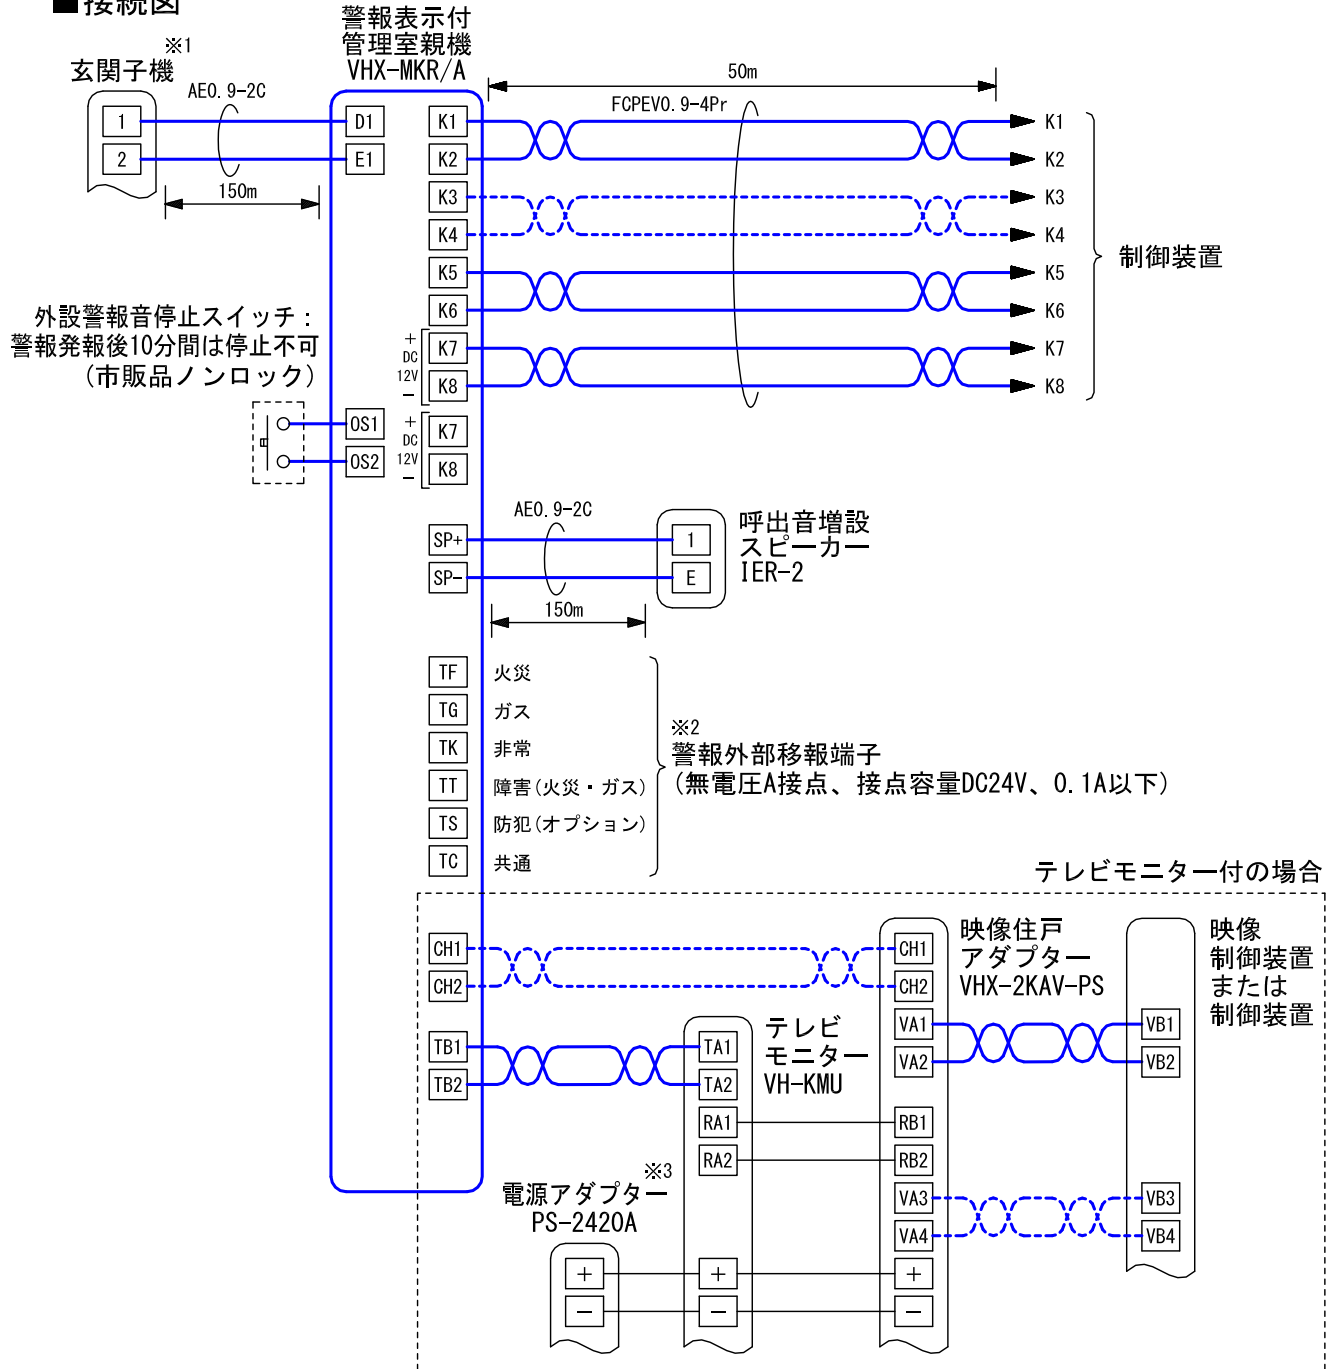 ■接続図
※1
玄関子機
警報表示付
管理室親機
VHX-MKR/A
AE0.9-2C
50m
FCPEV0.9-4Pr
1
2
D1
E1
150m
K1
K2
K3
K4
K5
K6
K7
K8
+
DC
12V
−
K7
K8
+
DC
12V
−
K1
K2
K3
K4
K5
K6
K7
K8
制御装置
外設警報音停止スイッチ：
警報発報後10分間は停止不可
(市販品ノンロック)
OS1
OS2
SP+
SP−
AE0.9-2C
150m
1
E
呼出音増設
スピーカー
IER-2
TF 火災
TG ガス
TK 非常
TT 障害(火災・ガス)
TS 防犯(オプション)
TC 共通
※2
警報外部移報端子
(無電圧A接点、接点容量DC24V、0.1A以下)
テレビモニター付の場合
CH1
CH2
TB1
TB2
TA1
TA2
RA1
RA2
+
−
テレビ
モニター
VH-KMU
※3
電源アダプター
PS-2420A
+
−
CH1
CH2
VA1
VA2
RB1
RB2
VA3
VA4
+
−
映像住戸
アダプター
VHX-2KAV-PS
VB1
VB2
VB3
VB4
映像
制御装置
または
制御装置